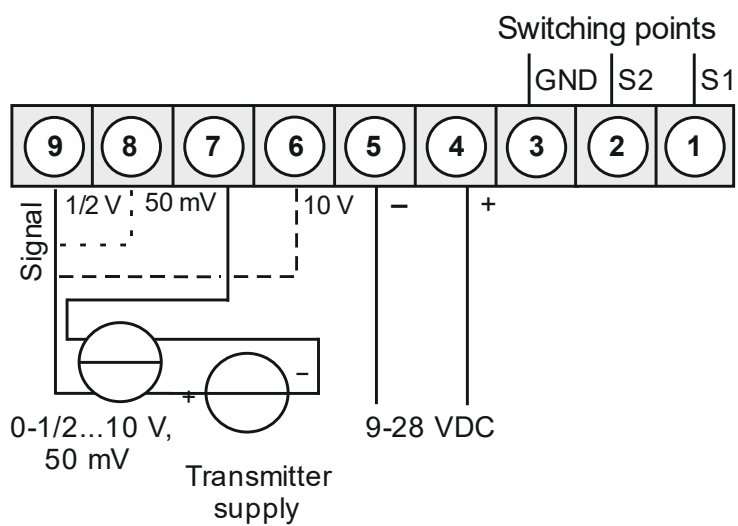 Switching points
GND S2 S1
9 8 7 6 5 4 3 2 1
Signal
1/2 V 50 mV 10 V – +
–
+
0-1/2...10 V, 9-28 VDC
50 mV
Transmitter
supply